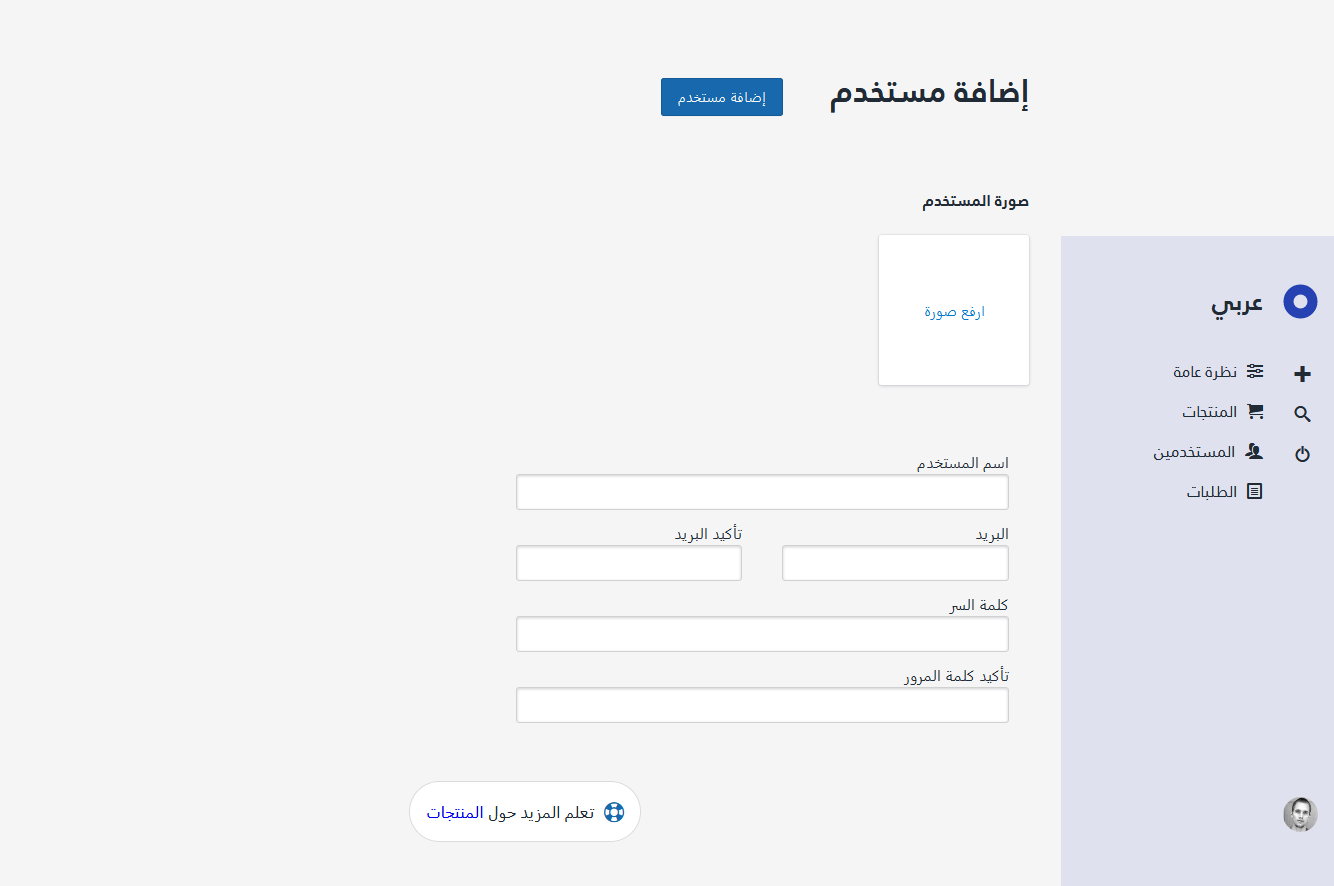 إضافة مستخدم
إضافة مستخدم
صورة المستخدم
ارفع صورة
عربي
نظرة عامة
المنتجات
المستخدمين
الطلبات
اسم المستخدم
البريد
تأكيد البريد
كلمة السر
تأكيد كلمة المرور
تعلم المزيد حول المنتجات